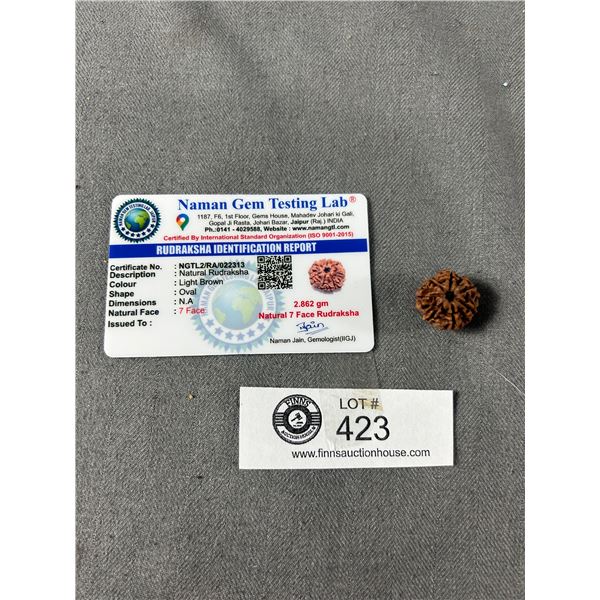 Naman Gem Testing Lab®
1187, F6, 1st Floor, Gems House, Mahadev Johari ki Gali,
Gopal Ji Rasta, Johari Bazar, Jaipur (Raj.) INDIA
Ph.:0141 - 4029588, Website : www.namangtl.com
Certified By International Standard Organization (ISO 9001-2015)
RUDRAKSHA IDENTIFICATION REPORT
Certificate No. : NGTL2/RA/022313
Description : Natural Rudraksha
Colour : Light Brown
Shape : Oval
Dimensions : N.A
Natural Face : 7 Face
Issued To :
2.862 gm
Natural 7 Face Rudraksha
Naman Jain, Gemologist(IIGJ)
FINNS
AUCTION HOUSE
LOT #
423
www.finnsauctionhouse.com